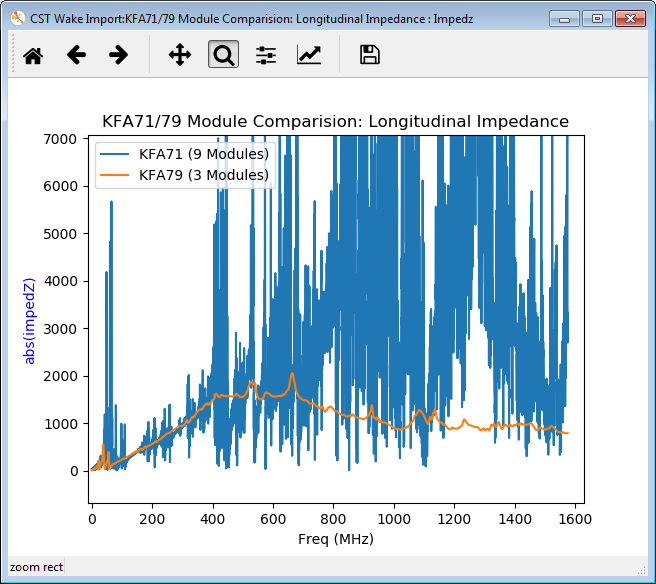 CST Wake Import:KFA71/79 Module Comparision: Longitudinal Impedance : Impedz
KFA71/79 Module Comparision: Longitudinal Impedance
KFA71 (9 Modules)
KFA79 (3 Modules)
7000
6000
5000
4000
3000
2000
1000
0
abs(impedZ)
0 200 400 600 800 1000 1200 1400 1600
Freq (MHz)
zoom rect